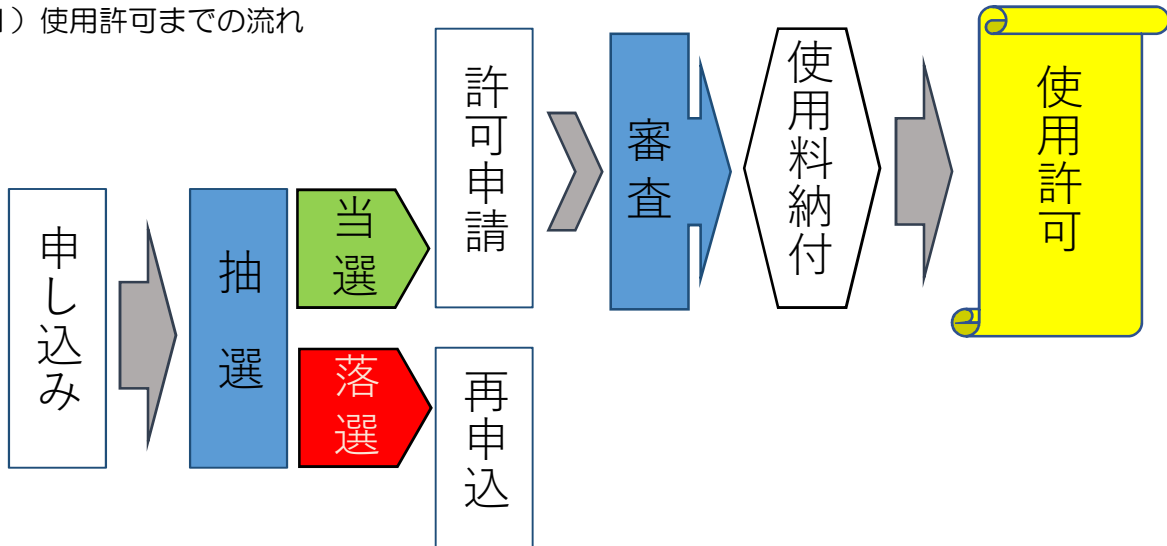 1）使用許可までの流れ
申し込み
抽選
当選
落選
許可申請
再申込
審査
使用料納付
使用許可